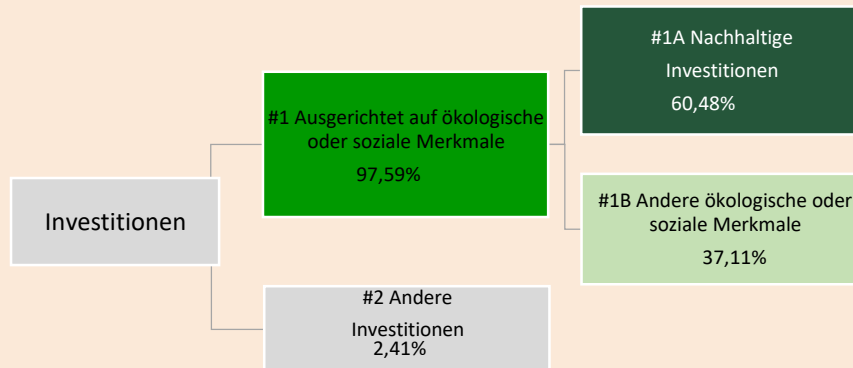 #1A Nachhaltige
Investitionen
60,48%
#1 Ausgerichtet auf ökologische
oder soziale Merkmale
97,59%
#1B Andere ökologische oder
soziale Merkmale
37,11%
Investitionen
#2 Andere
Investitionen
2,41%